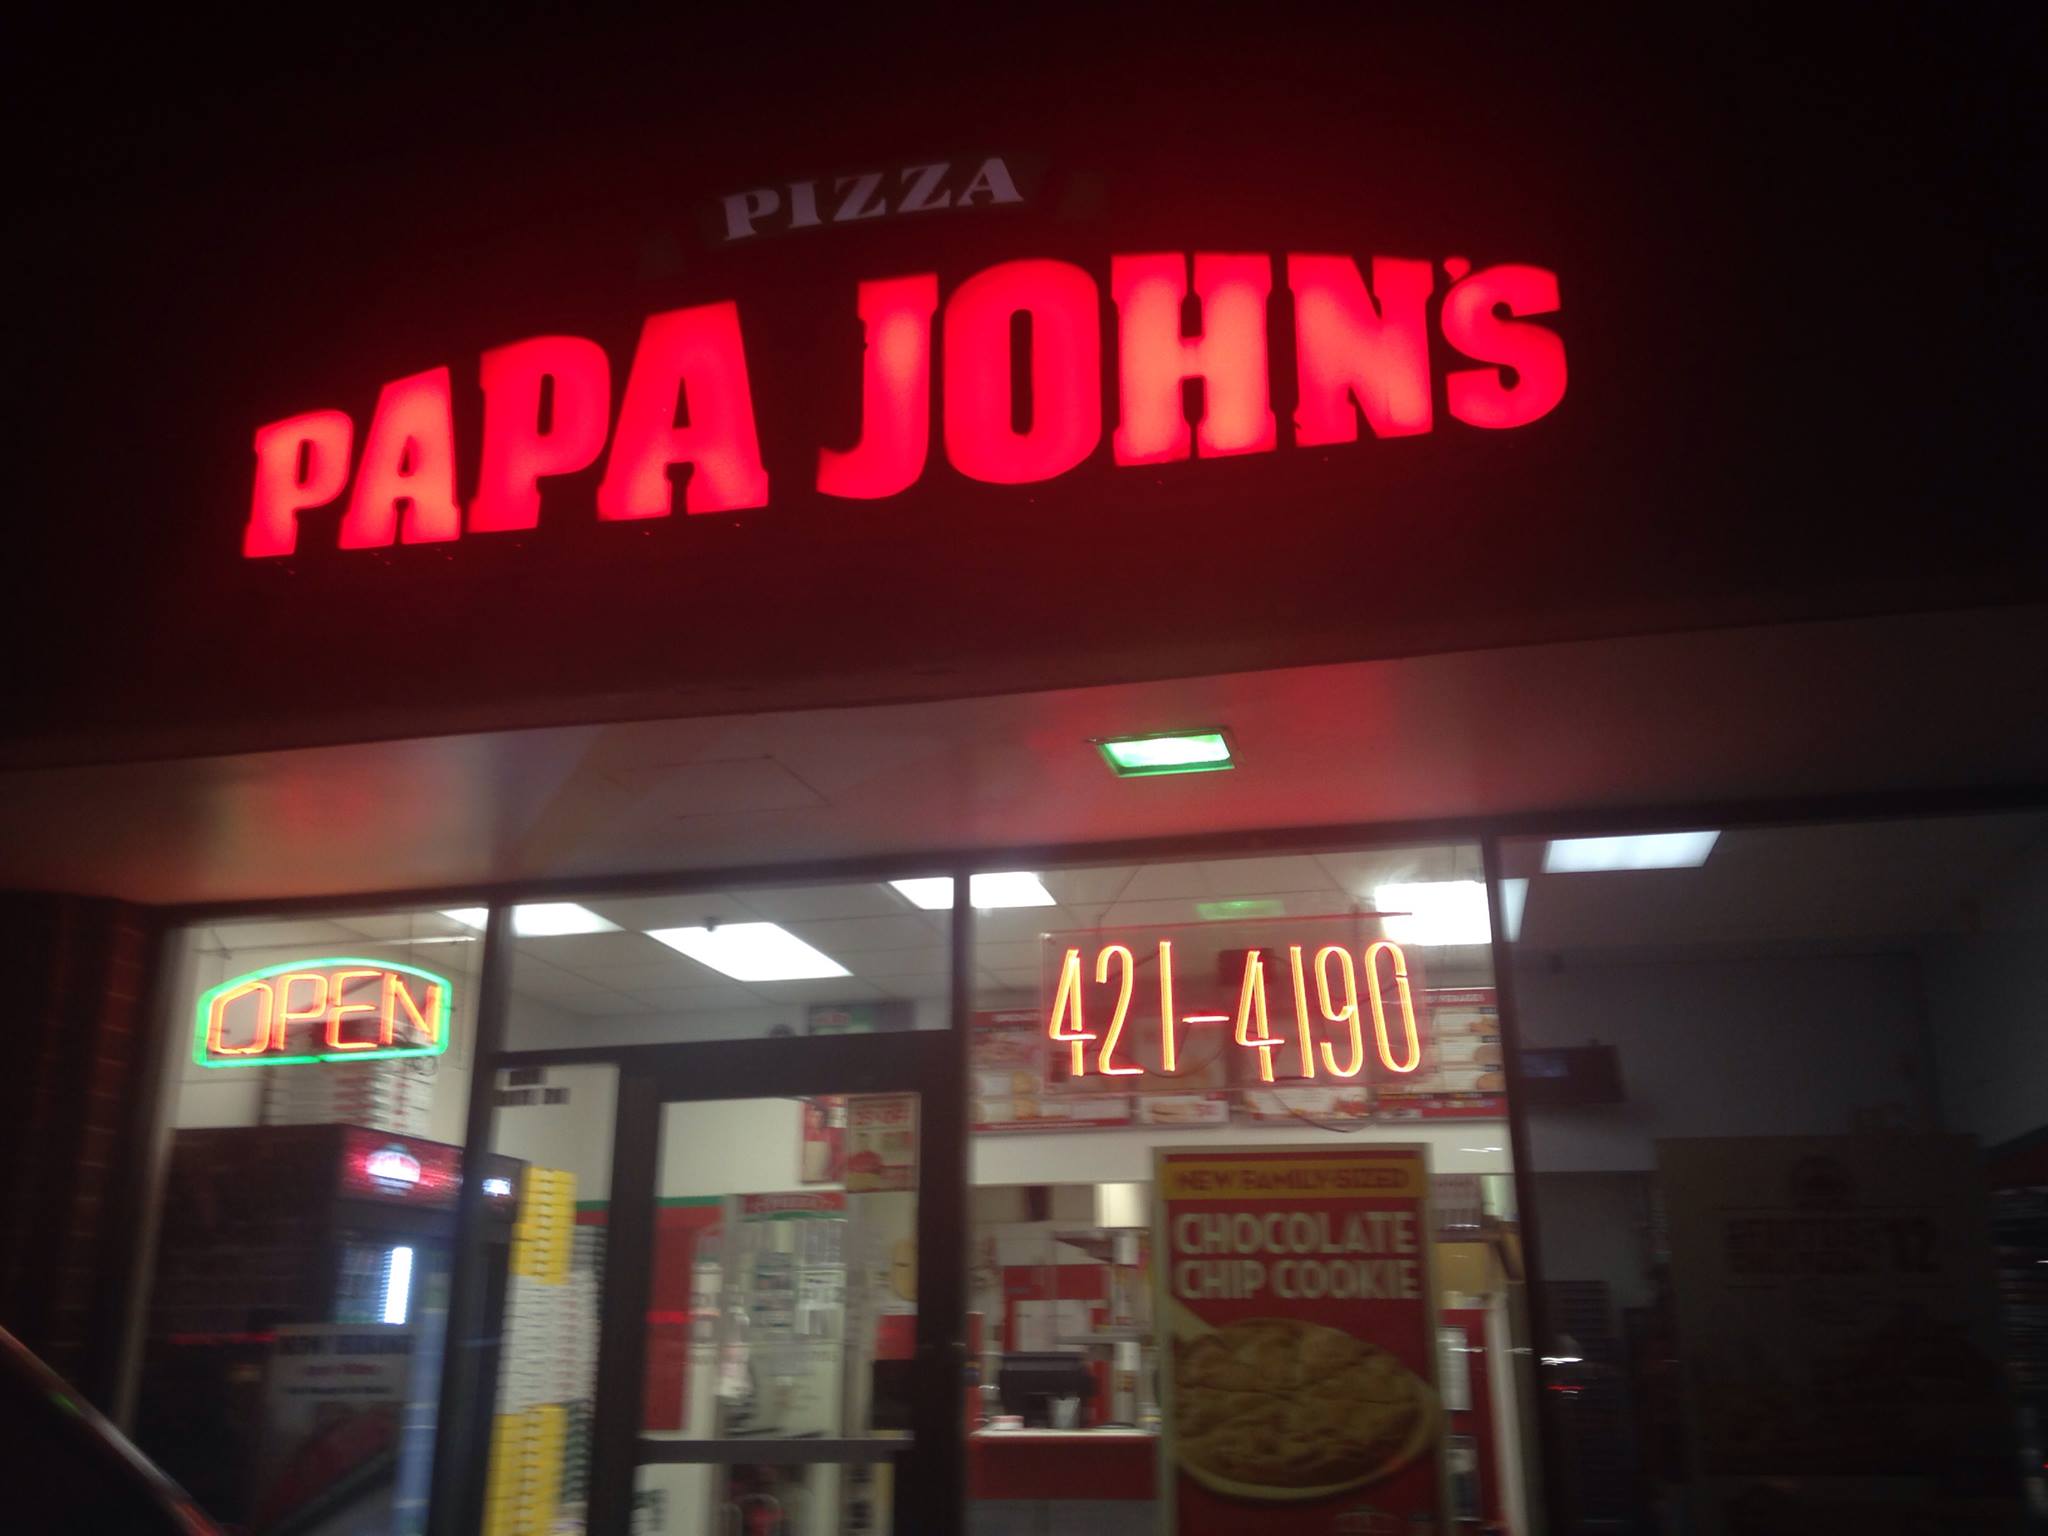 PIZZA
PAPA JOHN'S
OPEN
421-4190
NEW FAMILY-SIZED
CHOCOLATE
CHIP COOKIE